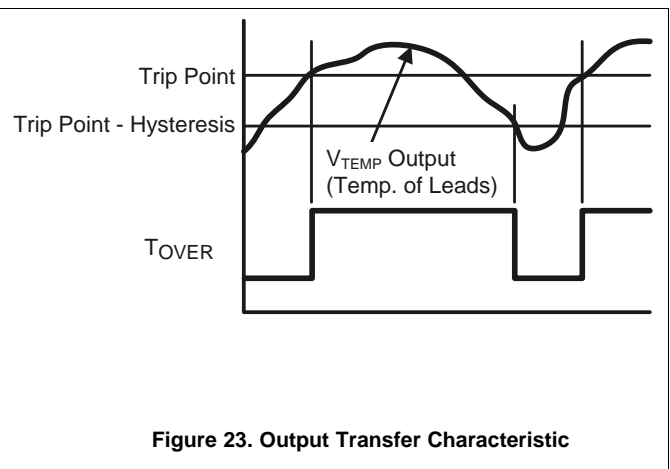 Trip Point
Trip Point - Hysteresis
VTEMP Output
(Temp. of Leads)
TOVER
Figure 23. Output Transfer Characteristic